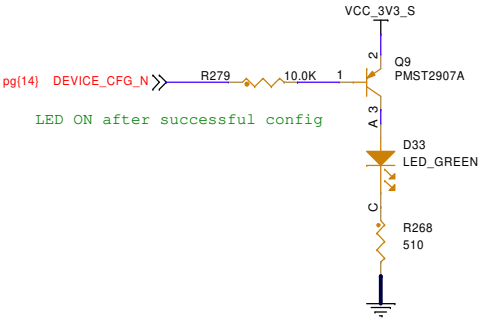 VCC_3V3_S
2
Q9
PMST2907A
pg{14} DEVICE_CFG_N
R279
10.0K
1
3
LED ON after successful config
A
D33
LED_GREEN
C
R268
510